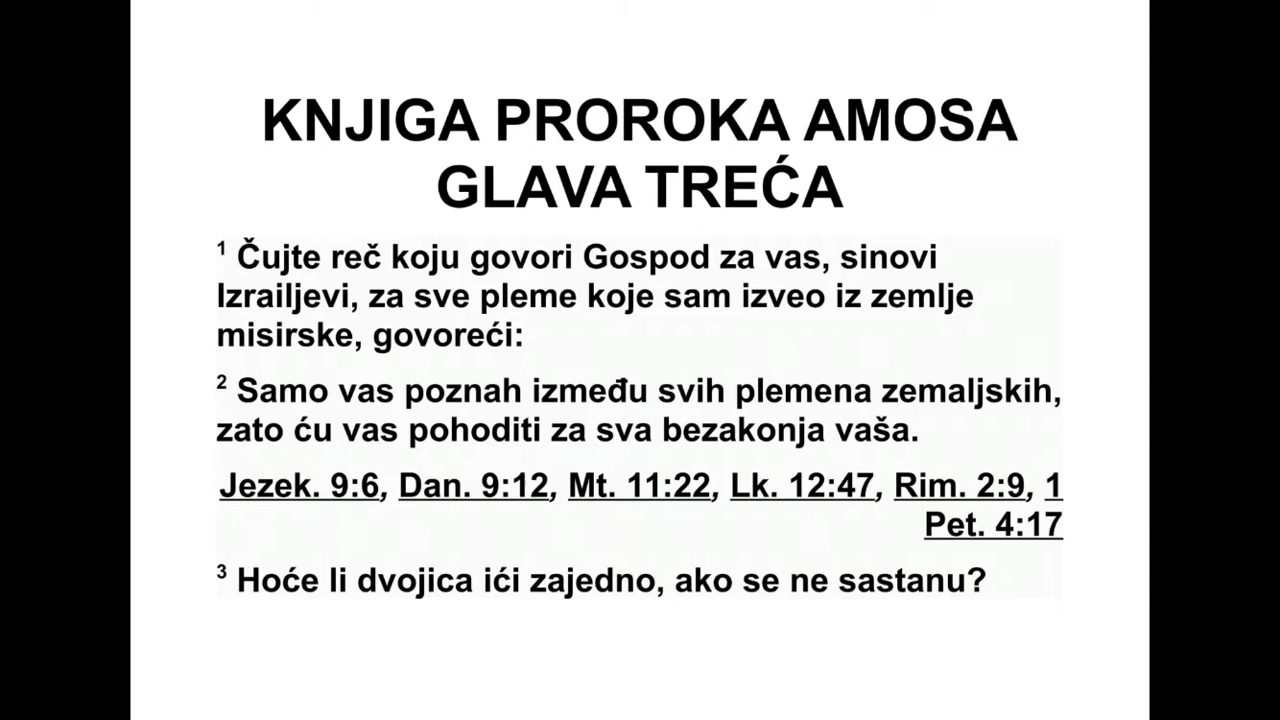 KNJIGA PROROKA AMOSA
GLAVA TREĆA
1 Čujte reč koju govori Gospod za vas, sinovi
Izrailjevi, za sve pleme koje sam izveo iz zemlje
misirske, govoreći:
2 Samo vas poznah između svih plemena zemaljskih,
zato ću vas pohoditi za sva bezakonja vaša.
Jezek. 9:6, Dan. 9:12, Mt. 11:22, Lk. 12:47, Rim. 2:9, 1
Pet. 4:17
3 Hoće li dvojica ići zajedno, ako se ne sastanu?